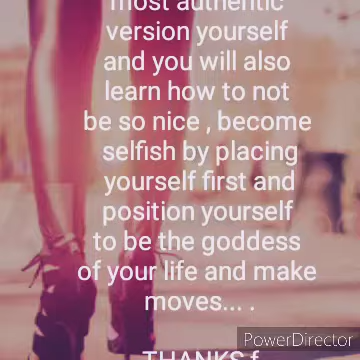 most authentic
version yourself
and you will also
learn how to not
be so nice , become
selfish by placing
yourself first and
position yourself
to be the goddess
of your life and make
moves... .
THANKS f
PowerDirector